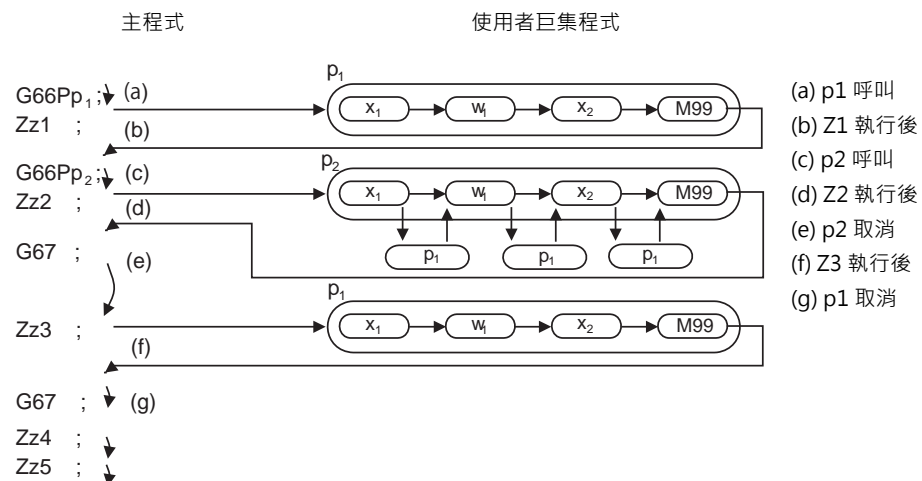 主程式 使用者巨集程式
p1
G66Pp1 ; (a) x1 w1 x2 M99 (a) p1 呼叫
Zz1 ; (b) (b) Z1 執行後
p2
G66Pp2 ; (c) (c) p2 呼叫
Zz2 ; (d) x1 w1 x2 M99 (d) Z2 執行後
G67 ; (e) p1 p1 p1 (e) p2 取消
(f) Z3 執行後
p1 (g) p1 取消
Zz3 ; x1 w1 x2 M99
(f)
G67 ; (g)
Zz4 ;
Zz5 ;